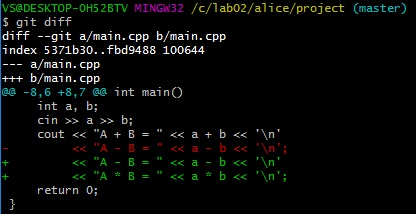 VS@DESKTOP-OH52BTV MINGW32 /c/lab02/alice/project (master)
$ git diff
diff --git a/main.cpp b/main.cpp
index 5371b30..fbd9488 100644
--- a/main.cpp
+++ b/main.cpp
@@ -8,6 +8,7 @@ int main()
     int a, b;
     cin >> a >> b;
     cout << "A + B = " << a + b << '\n'
-         << "A - B = " << a - b << '\n';
+         << "A - B = " << a - b << '\n'
+         << "A * B = " << a * b << '\n';
     return 0;
 }